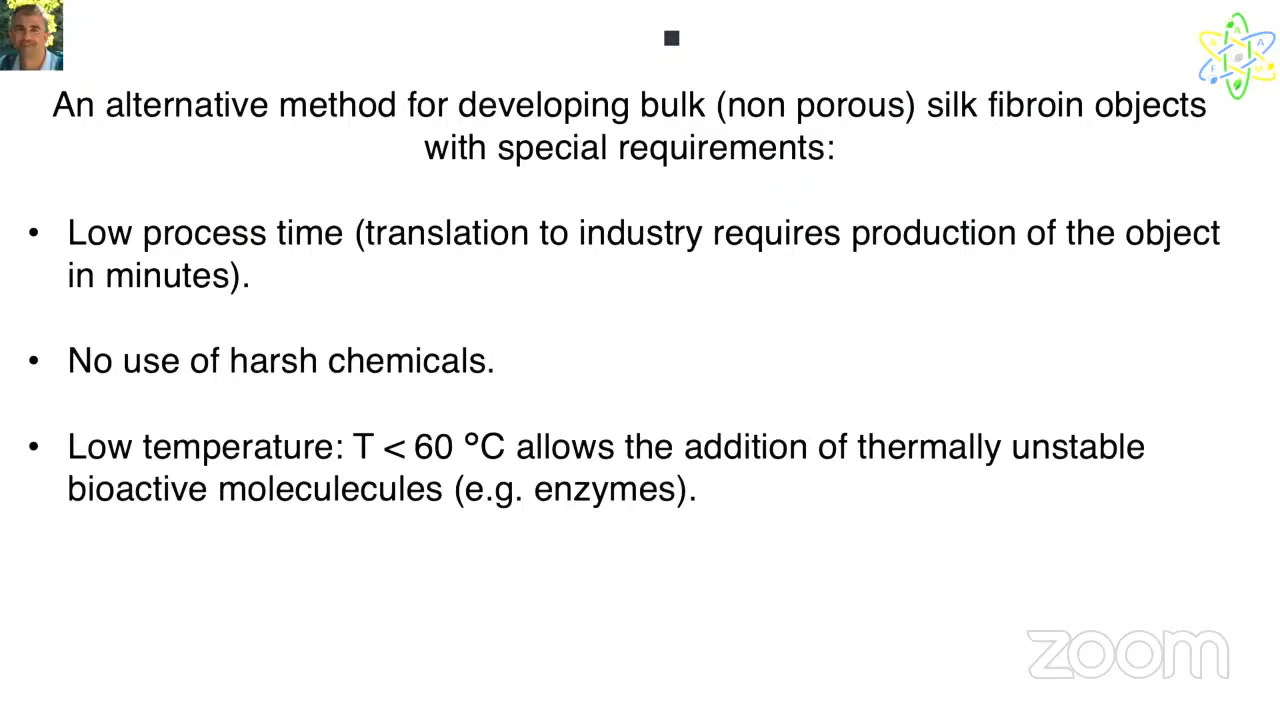 An alternative method for developing bulk (non porous) silk fibroin objects
with special requirements:
• Low process time (translation to industry requires production of the object
in minutes).
• No use of harsh chemicals.
• Low temperature: T < 60 ºC allows the addition of thermally unstable
bioactive moleculecules (e.g. enzymes).
zoom